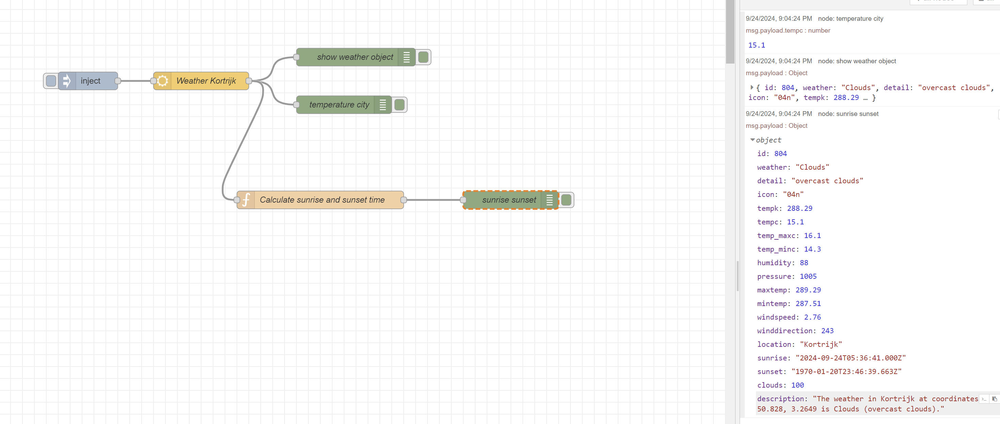 show weather object
inject
Weather Kortrijk
temperature city
Calculate sunrise and sunset time
sunrise sunset
9/24/2024, 9:04:24 PM node: temperature city
msg.payload.tempc : number
15.1
9/24/2024, 9:04:24 PM node: show weather object
msg.payload : Object
{ id: 804, weather: "Clouds", detail: "overcast clouds",
icon: "04n", tempk: 288.29 … }
9/24/2024, 9:04:24 PM node: sunrise sunset
msg.payload : Object
object
id: 804
weather: "Clouds"
detail: "overcast clouds"
icon: "04n"
tempk: 288.29
tempc: 15.1
temp_maxc: 16.1
temp_minc: 14.3
humidity: 88
pressure: 1005
maxtemp: 289.29
mintemp: 287.51
windspeed: 2.76
winddirection: 243
location: "Kortrijk"
sunrise: "2024-09-24T05:36:41.000Z"
sunset: "1970-01-20T23:46:39.663Z"
clouds: 100
description: "The weather in Kortrijk at coordinates
50.828, 3.2649 is Clouds (overcast clouds)."